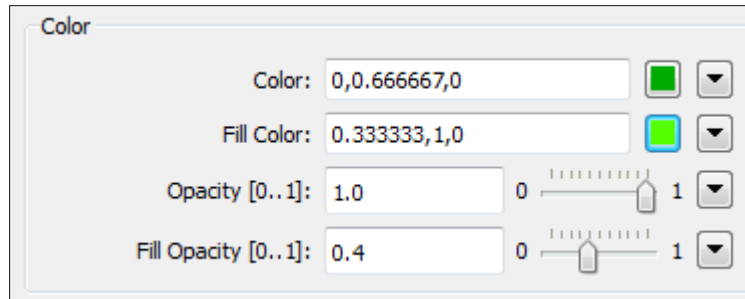 Color
Color: 0,0.666667,0
Fill Color: 0.333333,1,0
Opacity [0..1]: 1.0 0 1
Fill Opacity [0..1]: 0.4 0 1